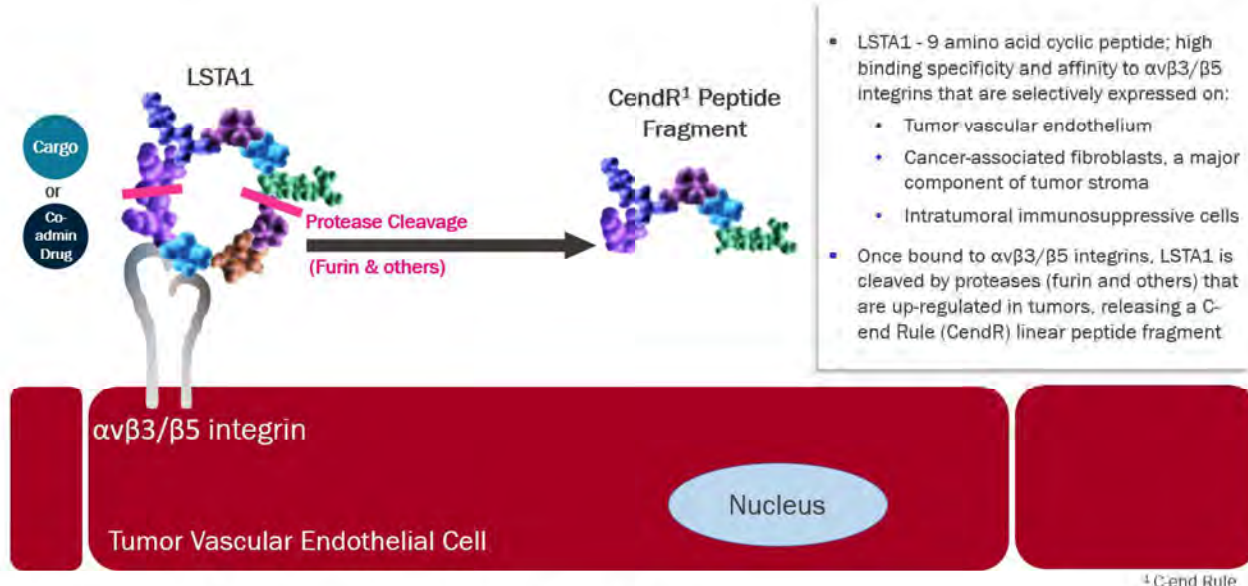 LSTA1
Cargo
or
Co-
admin
Drug
Protease Cleavage
(Furin & others)
CendR¹ Peptide
Fragment
• LSTA1 - 9 amino acid cyclic peptide; high
binding specificity and affinity to αvβ3/β5
integrins that are selectively expressed on:
• Tumor vascular endothelium
• Cancer-associated fibroblasts, a major
component of tumor stroma
• Intratumoral immunosuppressive cells
▪ Once bound to αvβ3/β5 integrins, LSTA1 is
cleaved by proteases (furin and others) that
are up-regulated in tumors, releasing a C-
end Rule (CendR) linear peptide fragment
αvβ3/β5 integrin
Nucleus
Tumor Vascular Endothelial Cell
¹ C-end Rule